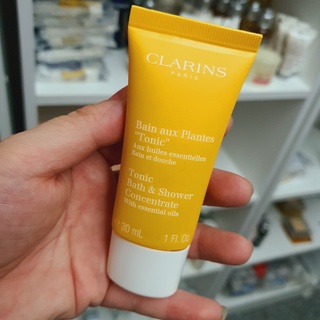 CLARINS
PARIS
Bain aux Plantes
"Tonic"
Aux huiles essentielles
Bain et douche
Tonic
Bath & Shower
Concentrate
With essential oils
30 mL 1 Fl. Oz